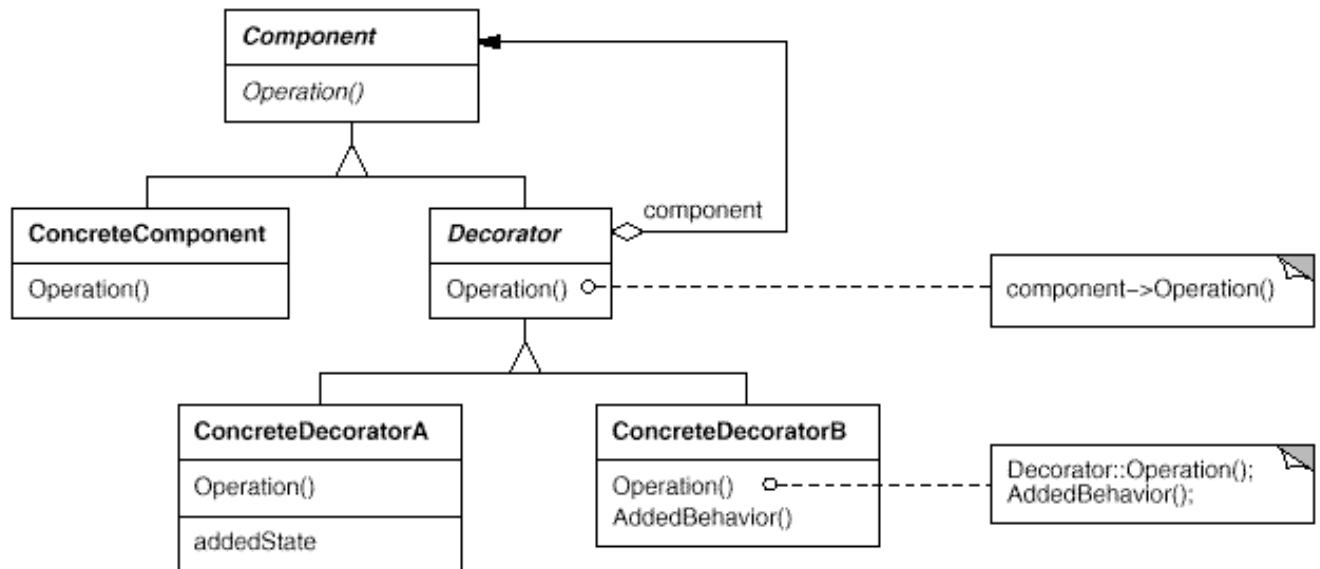 Component
Operation()
component
ConcreteComponent
Operation()
Decorator
Operation()
component–>Operation()
ConcreteDecoratorA
Operation()
addedState
ConcreteDecoratorB
Operation()
AddedBehavior()
Decorator::Operation();
AddedBehavior();